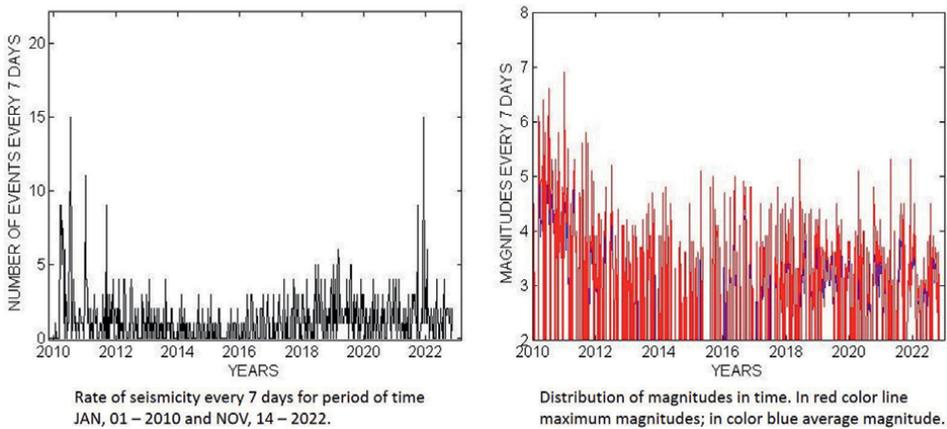 NUMBER OF EVENTS EVERY 7 DAYS
20
15
10
5
0
2010 2012 2014 2016 2018 2020 2022
YEARS
Rate of seismicity every 7 days for period of time
JAN, 01 – 2010 and NOV, 14 – 2022.
MAGNITUDES EVERY 7 DAYS
8
7
6
5
4
3
2
2010 2012 2014 2016 2018 2020 2022
YEARS
Distribution of magnitudes in time. In red color line
maximum magnitudes; in color blue average magnitude.